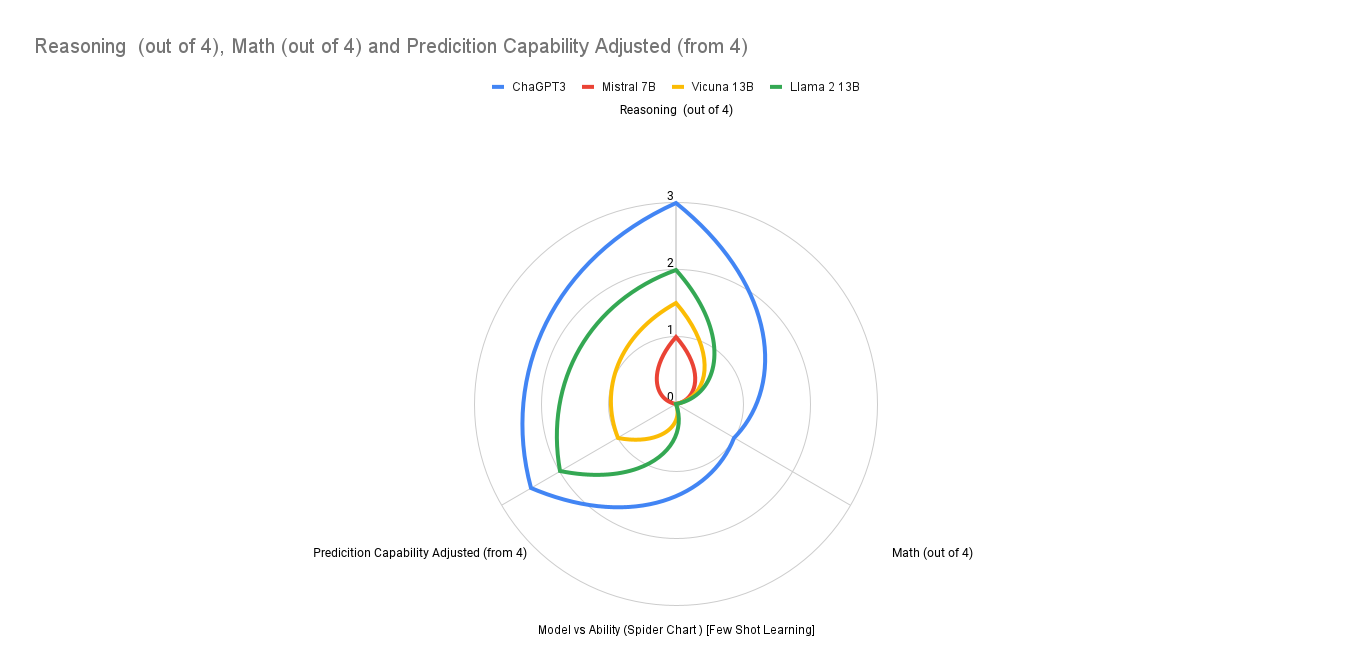 Reasoning  (out of 4), Math (out of 4) and Predicition Capability Adjusted (from 4)
ChaGPT3 Mistral 7B Vicuna 13B Llama 2 13B
Reasoning  (out of 4)
3
2
1
0
Predicition Capability Adjusted (from 4)
Math (out of 4)
Model vs Ability (Spider Chart ) [Few Shot Learning]